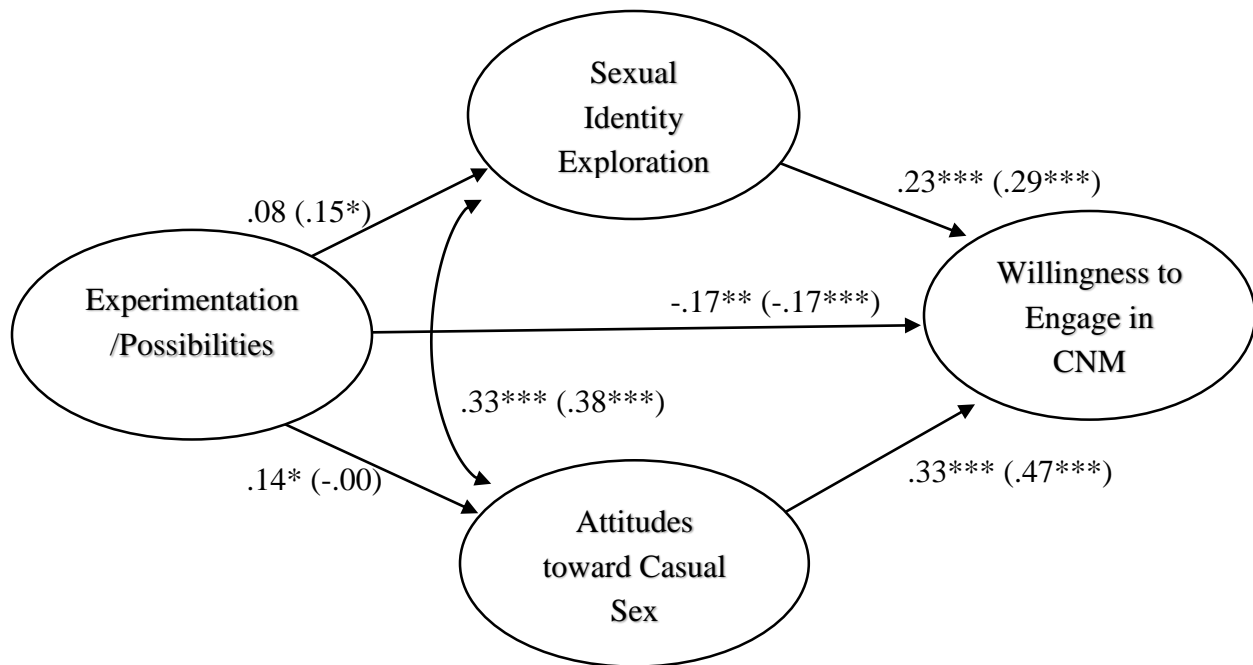 Sexual
Identity
Exploration
.23*** (.29***)
.08 (.15*)
Experimentation
/Possibilities
-.17** (-.17***)
Willingness to
Engage in
CNM
.33*** (.38***)
.14* (-.00)
.33*** (.47***)
Attitudes
toward Casual
Sex